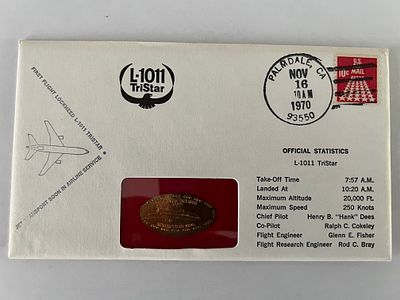 FIRST FLIGHT LOCKHEED L-1011 TRISTAR
L-1011
TriStar
PALMDALE, CA
NOV
16
10 AM
1970
93550
U.S.
10c MAIL
IN AIRLINE SERVICE
OFFICIAL STATISTICS
L-1011 TriStar
Take-Off Time 7:57 A.M.
Landed At 10:20 A.M.
Maximum Altitude 20,000 Ft.
Maximum Speed 250 Knots
Chief Pilot Henry B. "Hank" Dees
Co-Pilot Ralph C. Cokeley
Flight Engineer Glenn E. Fisher
Flight Research Engineer Rod C. Bray